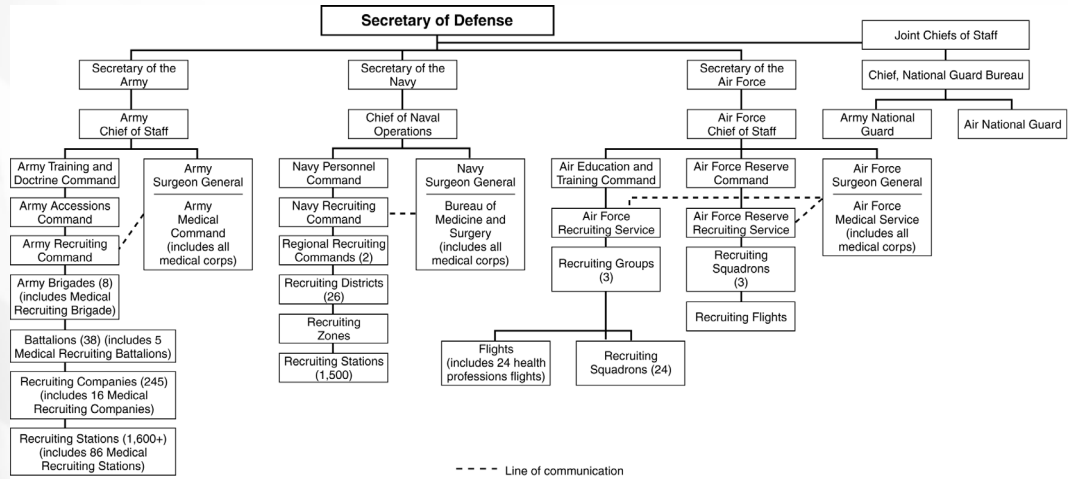 Secretary of Defense
Joint Chiefs of Staff
Secretary of the
Army
Secretary of the
Navy
Secretary of the
Air Force
Chief, National Guard Bureau
Army
Chief of Staff
Chief of Naval
Operations
Air Force
Chief of Staff
Army National
Guard
Air National Guard
Army Training and
Doctrine Command
Army
Surgeon General
Army
Medical
Command
(includes all
medical corps)
Army Accessions
Command
Army Recruiting
Command
Army Brigades (8)
(includes Medical
Recruiting Brigade)
Battalions (38) (includes 5
Medical Recruiting Battalions)
Recruiting Companies (245)
(includes 16 Medical
Recruiting Companies)
Recruiting Stations (1,600+)
(includes 86 Medical
Recruiting Stations)
Navy Personnel
Command
Navy
Surgeon General
Bureau of
Medicine and
Surgery
(includes all
medical corps)
Navy Recruiting
Command
Regional Recruiting
Commands (2)
Recruiting Districts
(26)
Recruiting
Zones
Recruiting Stations
(1,500)
Air Education and
Training Command
Air Force Reserve
Command
Air Force
Surgeon General
Air Force
Medical Service
(includes all
medical corps)
Air Force
Recruiting Service
Air Force Reserve
Recruiting Service
Recruiting Groups
(3)
Recruiting
Squadrons
(3)
Recruiting Flights
Flights
(includes 24 health
professions flights)
Recruiting
Squadrons (24)
Line of communication